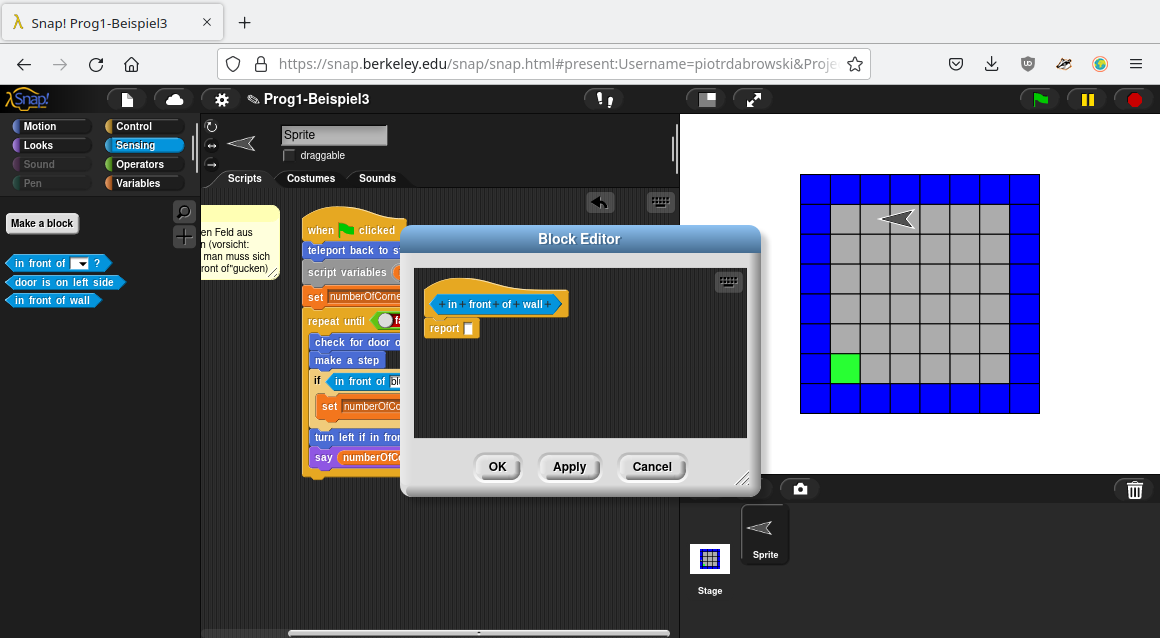 Snap! Prog1-Beispiel3
https://snap.berkeley.edu/snap/snap.html#present:Username=piotrdabrowski&Proje
Snap!
Prog1-Beispiel3
Motion
Control
Looks
Sensing
Sound
Operators
Pen
Variables
Make a block
in front of ?
door is on left side
in front of wall
Sprite
draggable
Scripts
Costumes
Sounds
en Feld aus
n (vorsicht:
man muss sich
ront of"gucken)
when clicked
teleport back to st
script variables
set numberOfCorne
repeat until fa
check for door o
make a step
if in front of blu
set numberOfCo
turn left if in fron
say numberOfCo
Block Editor
+ in + front + of + wall +
report
OK
Apply
Cancel
Sprite
Stage